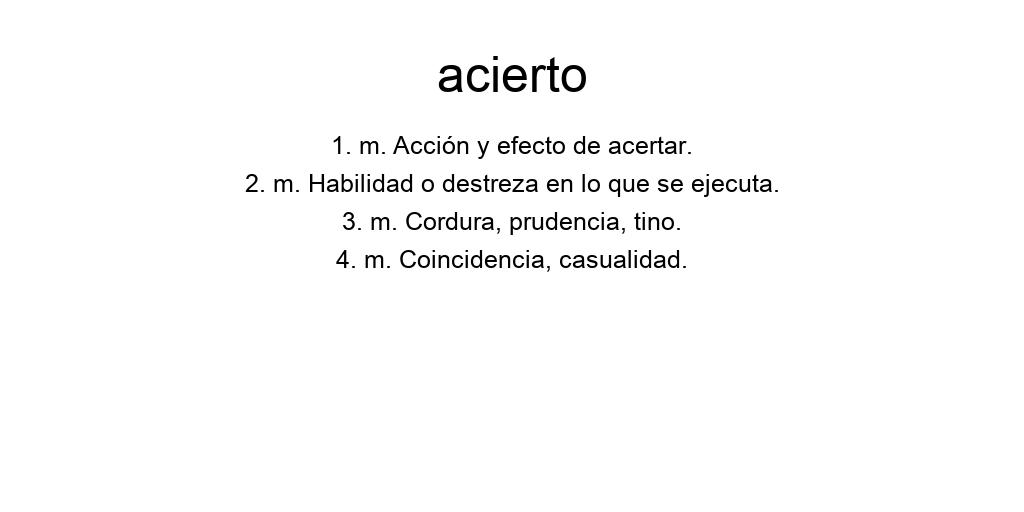 acierto
1. m. Acción y efecto de acertar.
2. m. Habilidad o destreza en lo que se ejecuta.
3. m. Cordura, prudencia, tino.
4. m. Coincidencia, casualidad.